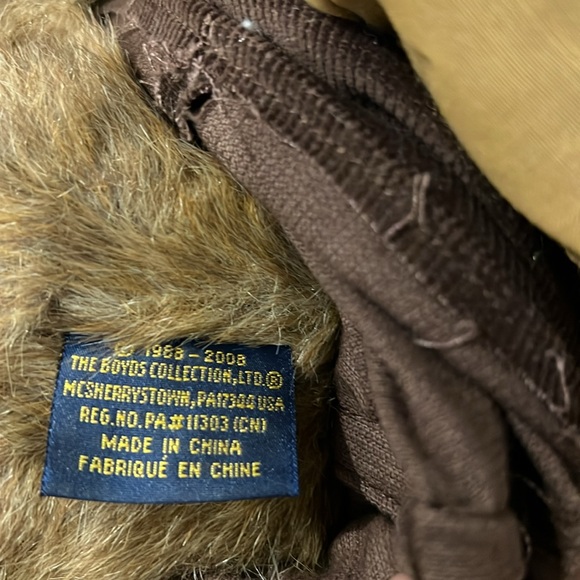 © 1988-2008
THE BOYDS COLLECTION, LTD.®
MCSHERRYSTOWN, PA17344 USA
REG. NO. PA#11303 (CN)
MADE IN CHINA
FABRIQUÉ EN CHINE